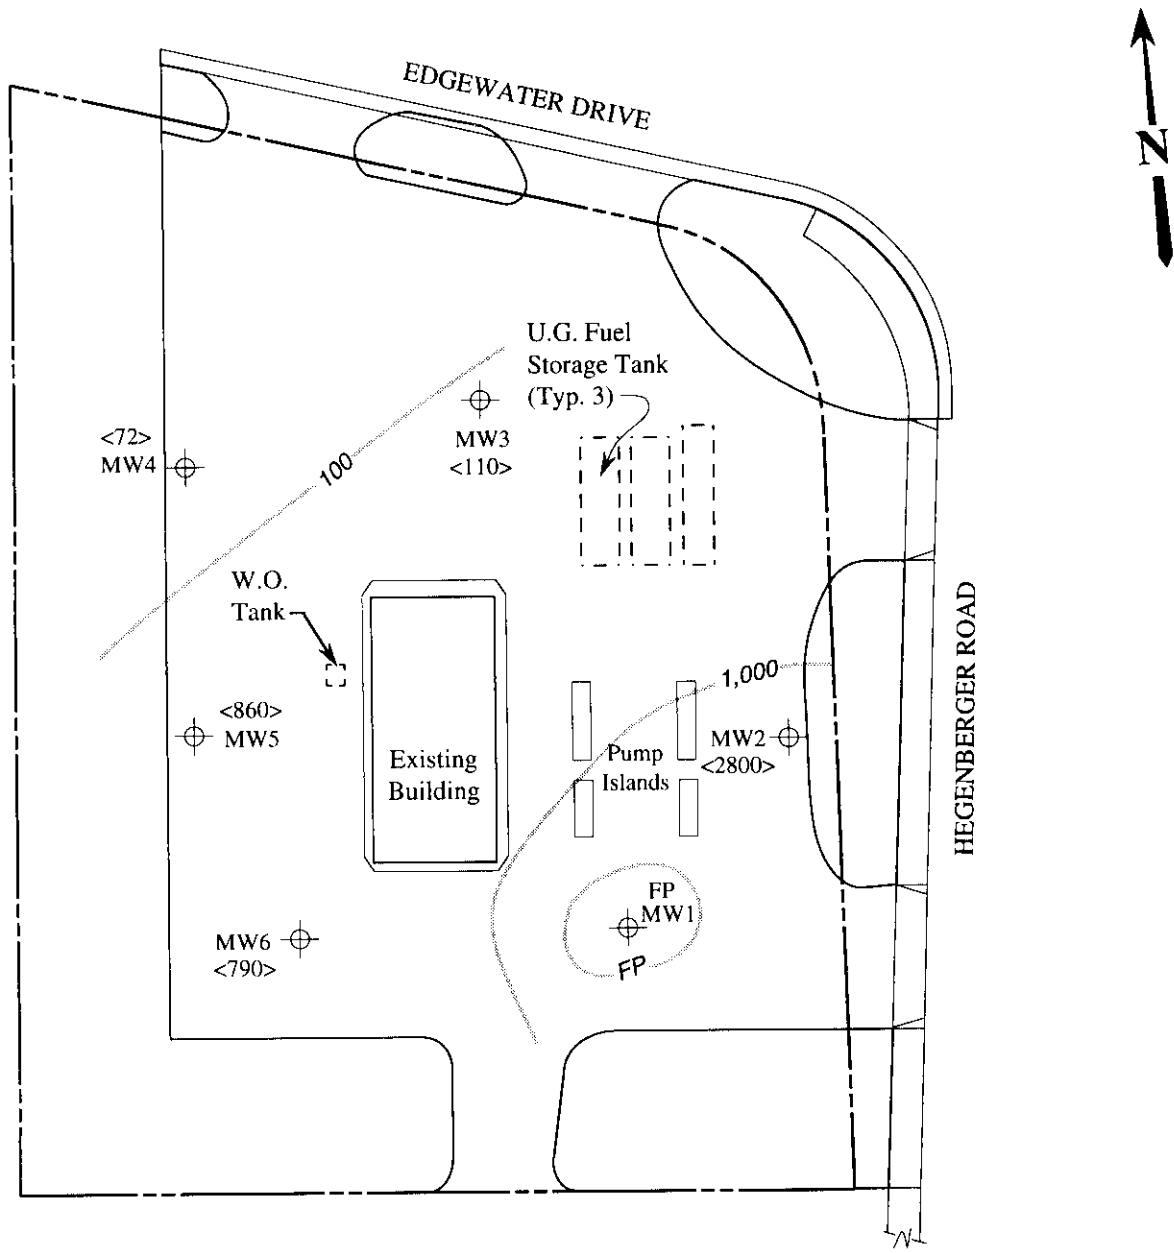 EDGEWATER DRIVE
N
U.G. Fuel
Storage Tank
(Typ. 3)
<72>
MW4
MW3
<110>
100
W.O.
Tank
1,000
HEGENBERGER ROAD
<860>
MW5
MW2
<2800>
Existing
Building
Pump
Islands
FP
MW1
FP
MW6
<790>
N